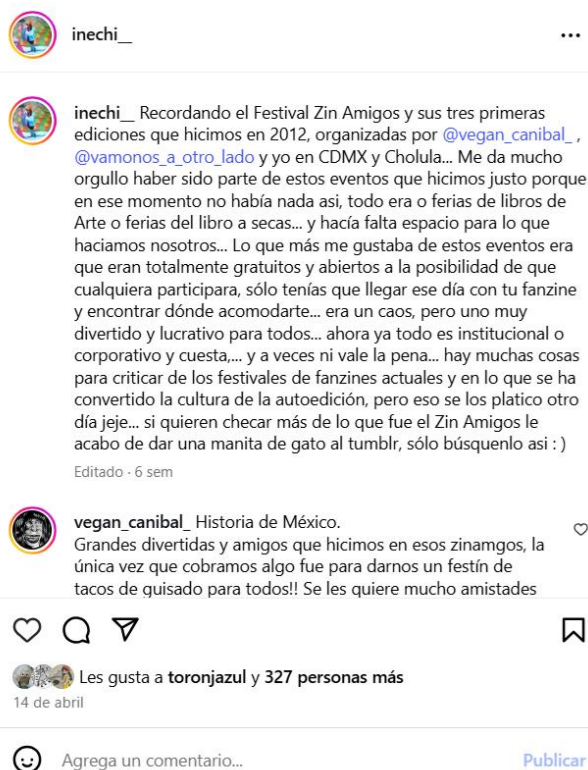 inechi__
inechi__ Recordando el Festival Zin Amigos y sus tres primeras
ediciones que hicimos en 2012, organizadas por @vegan_canibal_ ,
@vamonos_a_otro_lado y yo en CDMX y Cholula... Me da mucho
orgullo haber sido parte de estos eventos que hicimos justo porque
en ese momento no había nada asi, todo era o ferias de libros de
Arte o ferias del libro a secas... y hacía falta espacio para lo que
haciamos nosotros... Lo que más me gustaba de estos eventos era
que eran totalmente gratuitos y abiertos a la posibilidad de que
cualquiera participara, sólo tenías que llegar ese día con tu fanzine
y encontrar dónde acomodarte... era un caos, pero uno muy
divertido y lucrativo para todos... ahora ya todo es institucional o
corporativo y cuesta,... y a veces ni vale la pena... hay muchas cosas
para criticar de los festivales de fanzines actuales y en lo que se ha
convertido la cultura de la autoedición, pero eso se los platico otro
día jeje... si quieren checar más de lo que fue el Zin Amigos le
acabo de dar una manita de gato al tumblr, sólo búsquenlo asi : )
Editado · 6 sem
vegan_canibal_ Historia de México.
Grandes divertidas y amigos que hicimos en esos zinamgos, la
única vez que cobramos algo fue para darnos un festín de
tacos de guisado para todos!! Se les quiere mucho amistades
Les gusta a toronjazul y 327 personas más
14 de abril
Agrega un comentario...
Publicar